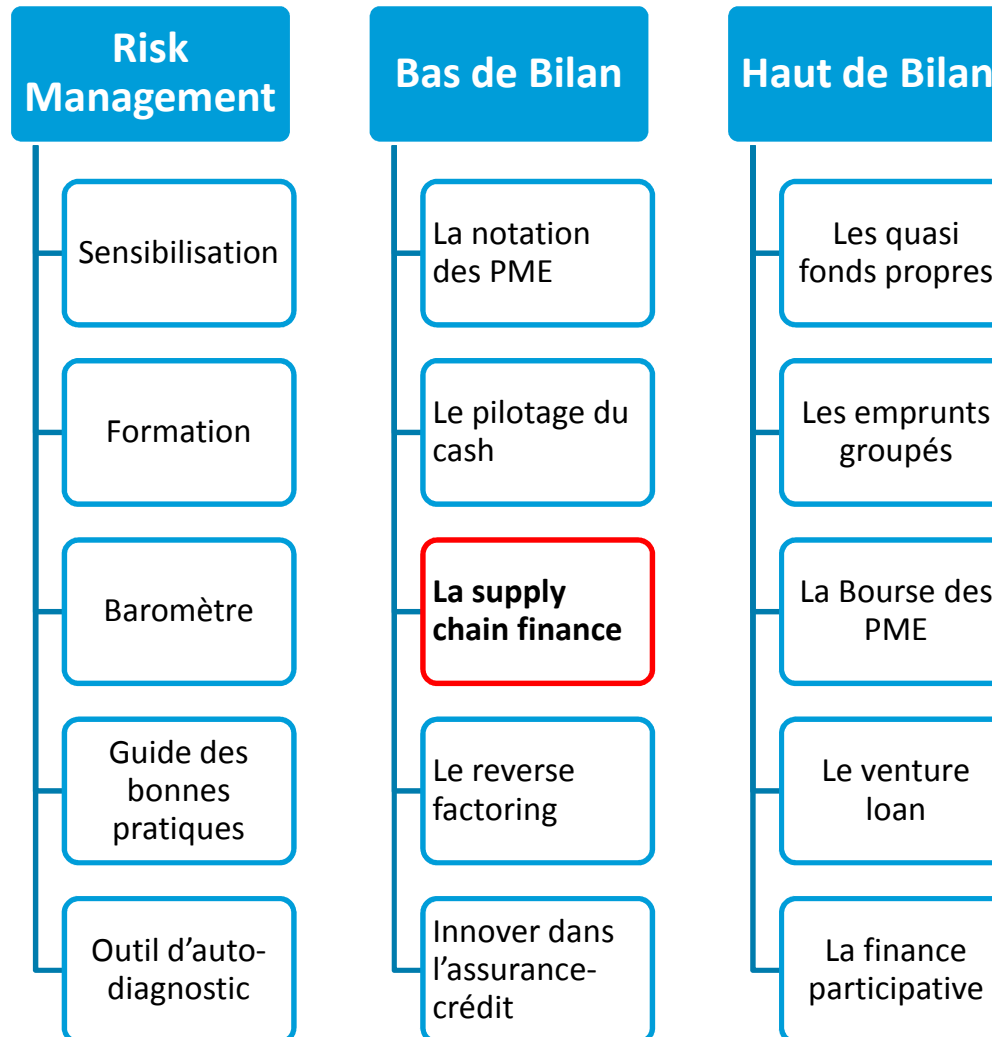 Risk
Management
Sensibilisation
Formation
Baromètre
Guide des
bonnes
pratiques
Outil d’auto-
diagnostic
Bas de Bilan
La notation
des PME
Le pilotage du
cash
La supply
chain finance
Le reverse
factoring
Innover dans
l’assurance-
crédit
Haut de Bilan
Les quasi
fonds propres
Les emprunts
groupés
La Bourse des
PME
Le venture
loan
La finance
participative